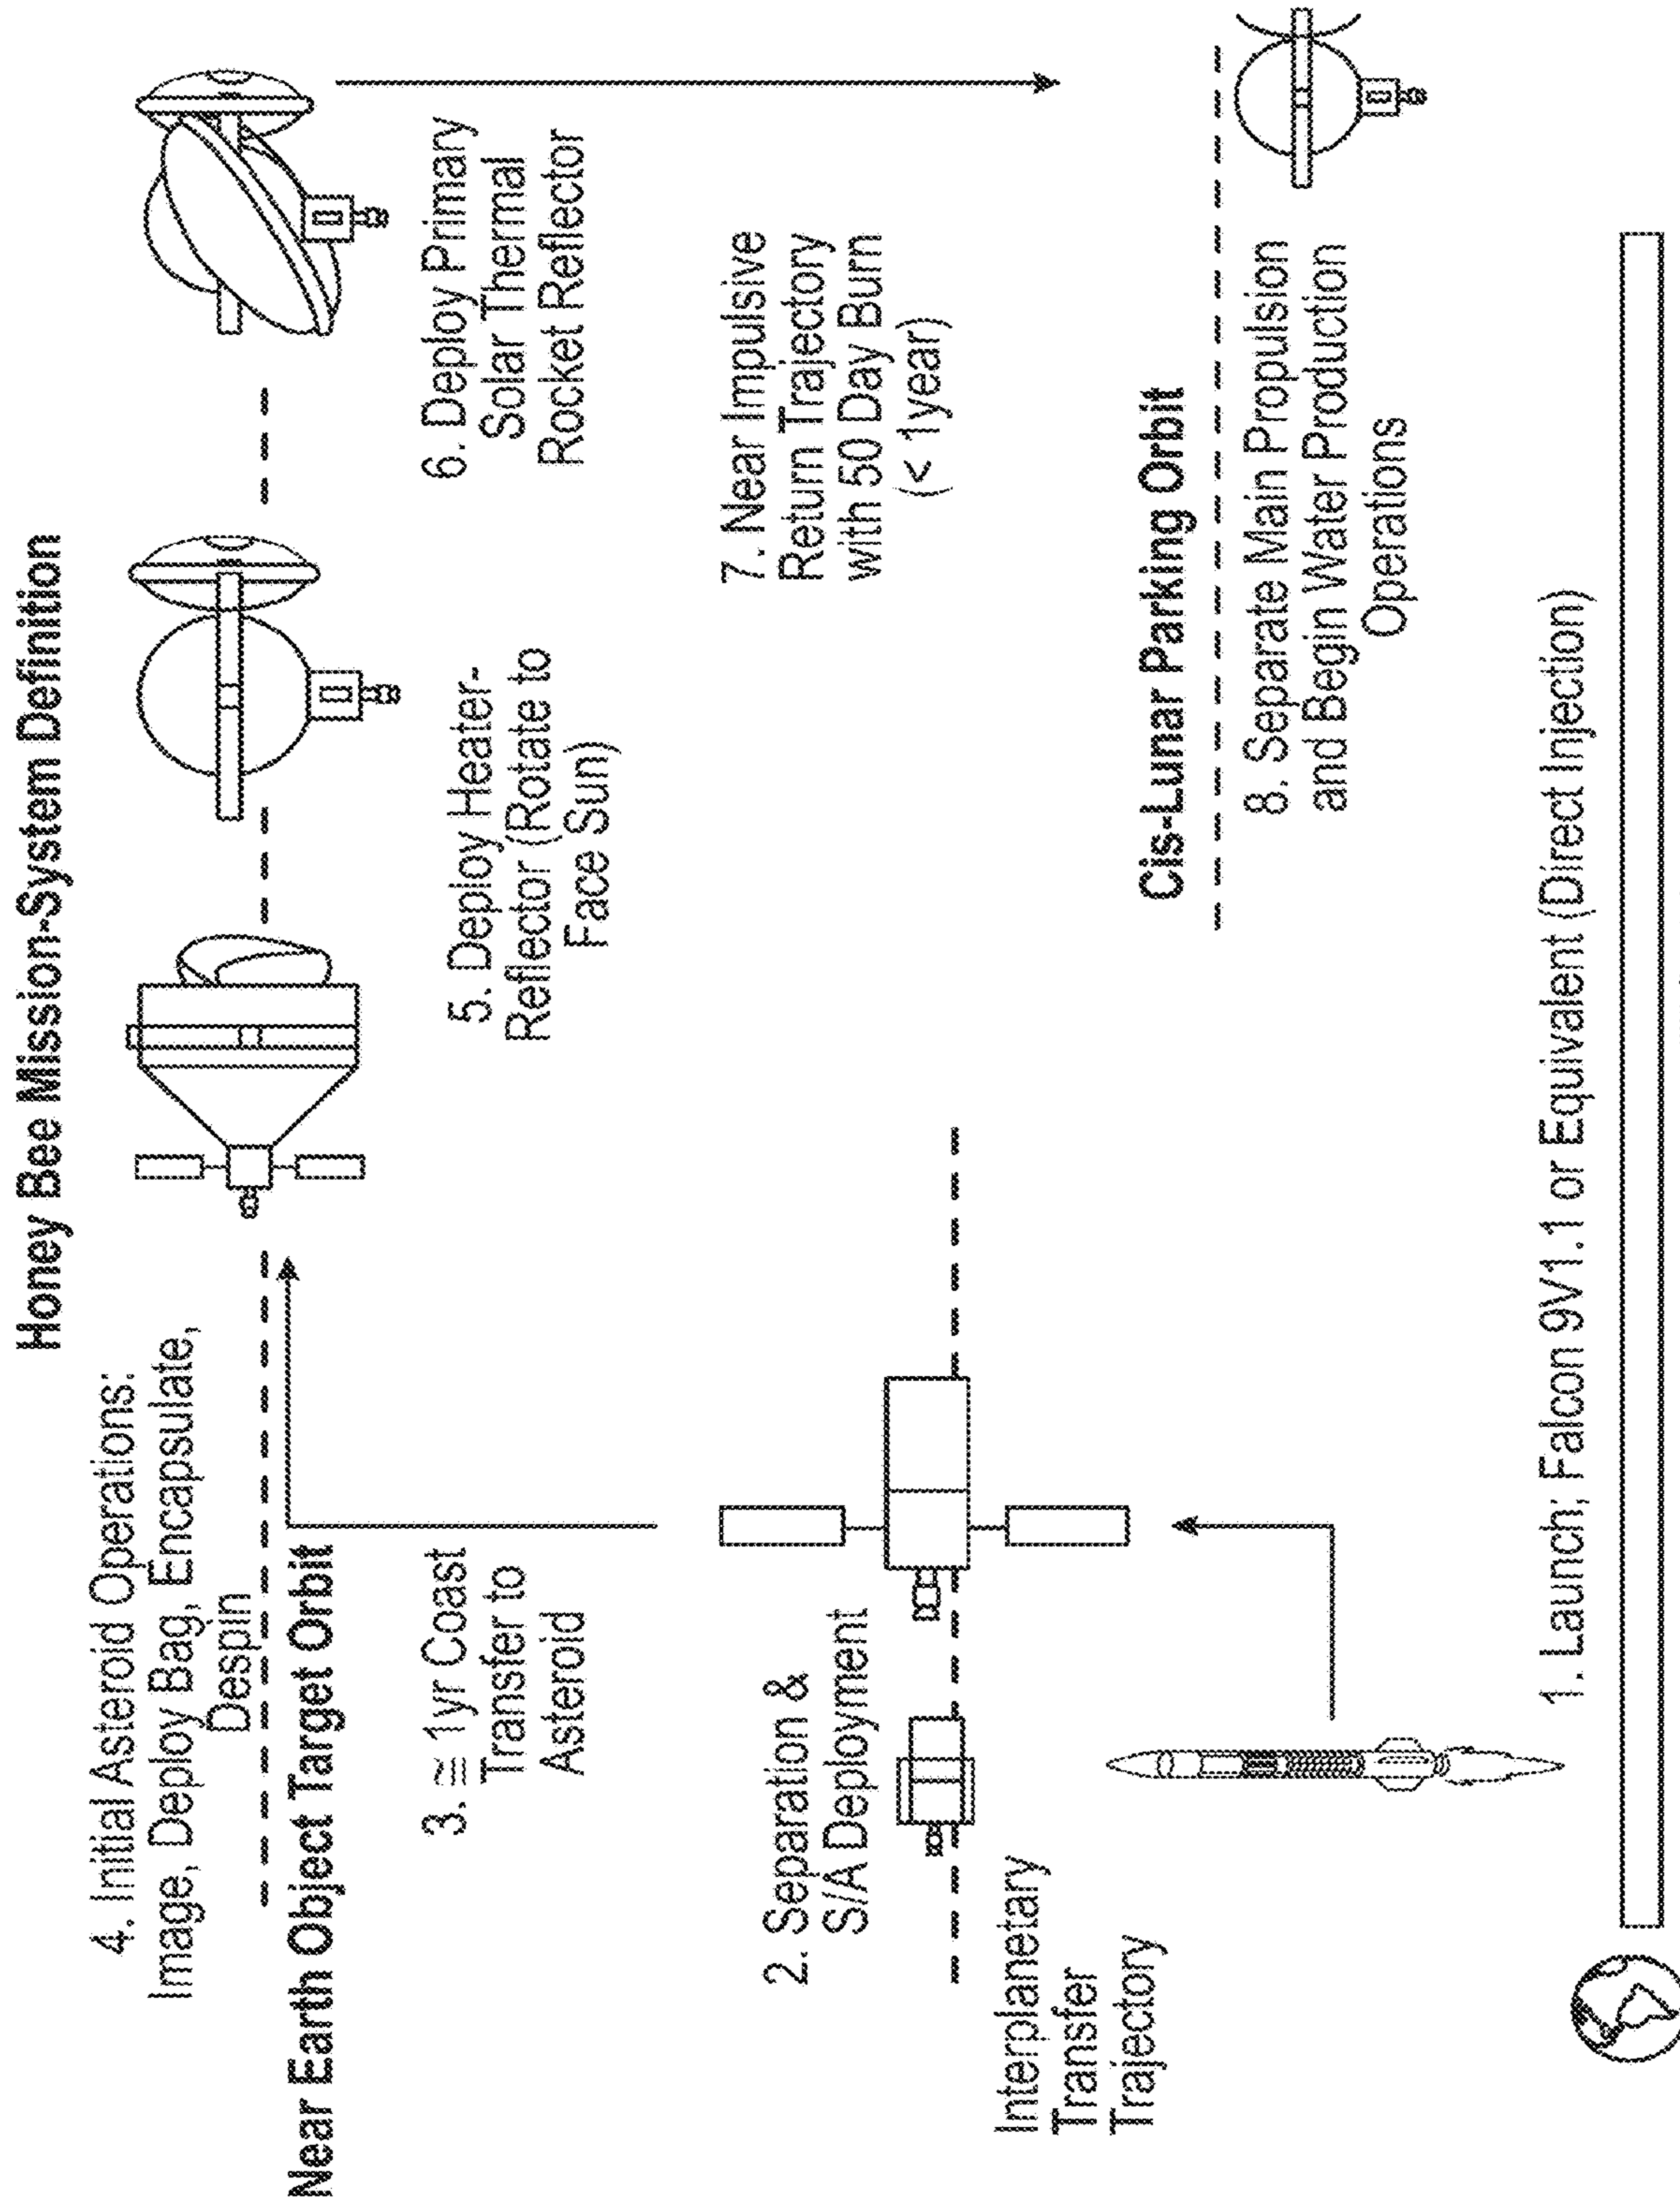 Honey Bee Mission-System Definition
4. Initial Asteroid Operations:
Image, Deploy Bag, Encapsulate,
Despin
Near Earth Object Target Orbit
3. ≅ 1yr Coast
Transfer to
Asteroid
2. Separation &
S/A Deployment
Interplanetary
Transfer
Trajectory
1. Launch; Falcon 9V1.1 or Equivalent (Direct Injection)
5. Deploy Heater-
Reflector (Rotate to
Face Sun)
6. Deploy Primary
Solar Thermal
Rocket Reflector
7. Near Impulsive
Return Trajectory
with 50 Day Burn
(< 1year)
Cis-Lunar Parking Orbit
8. Separate Main Propulsion
and Begin Water Production
Operations